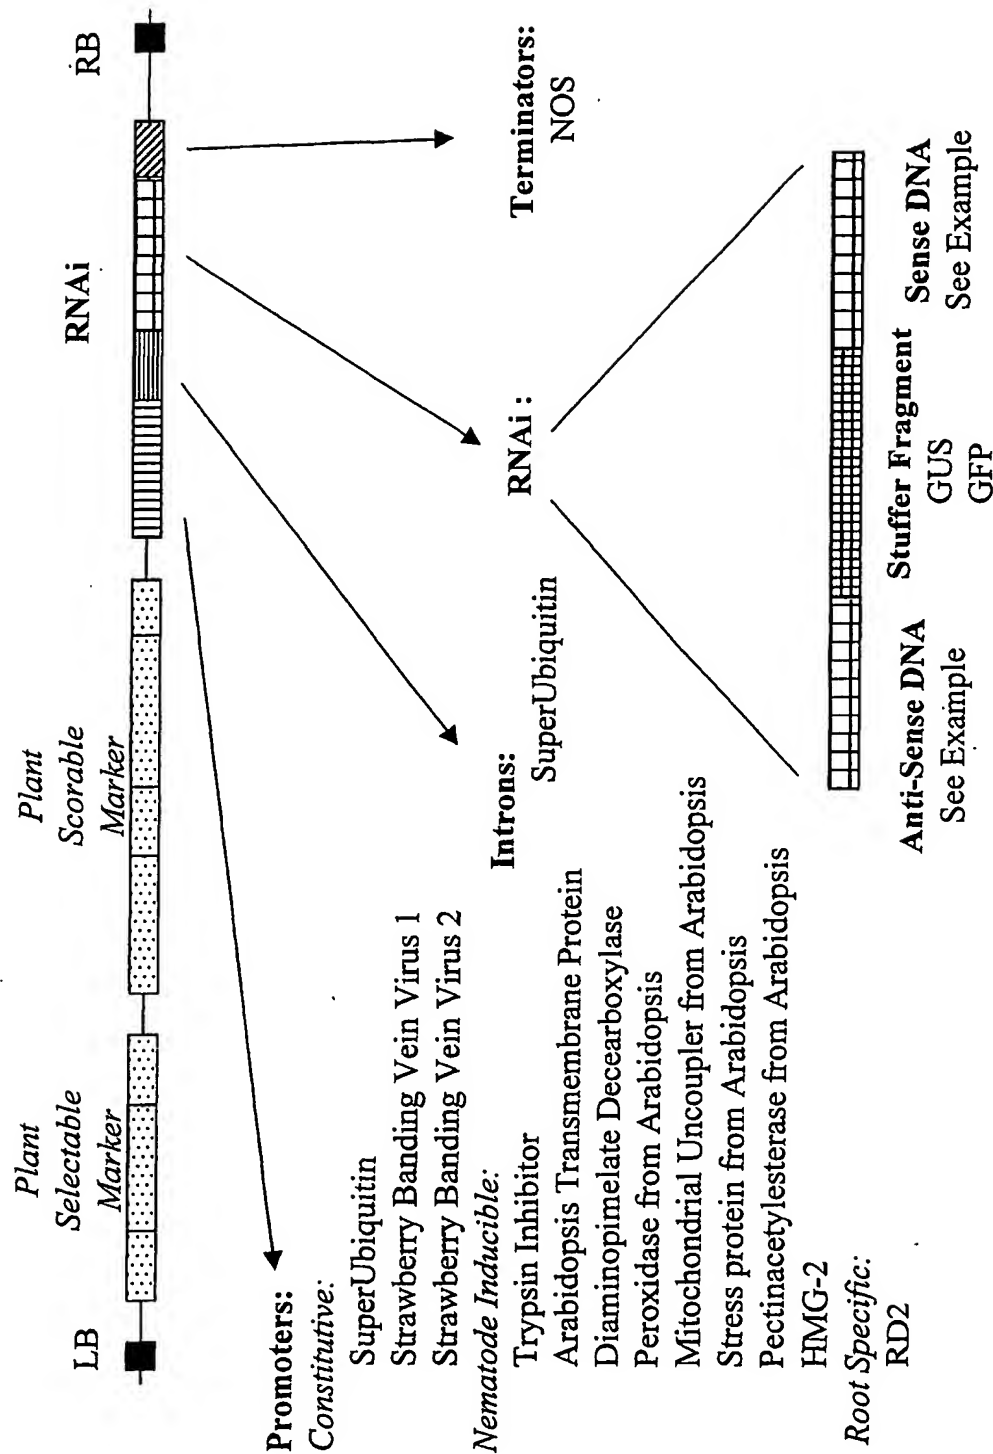 LB
Plant
Selectable
Marker
Plant
Scorable
Marker
RNAi
RB
Promoters:
Constitutive:
SuperUbiquitin
Strawberry Banding Vein Virus 1
Strawberry Banding Vein Virus 2
Nematode Inducible:
Trypsin Inhibitor
Arabidopsis Transmembrane Protein
Diaminopimelate Decearboxylase
Peroxidase from Arabidopsis
Mitochondrial Uncoupler from Arabidopsis
Stress protein from Arabidopsis
Pectinacetylesterase from Arabidopsis
HMG-2
Root Specific:
RD2
Introns:
SuperUbiquitin
RNAi :
Terminators:
NOS
Anti-Sense DNA
See Example
Stuffer Fragment
GUS
GFP
Sense DNA
See Example